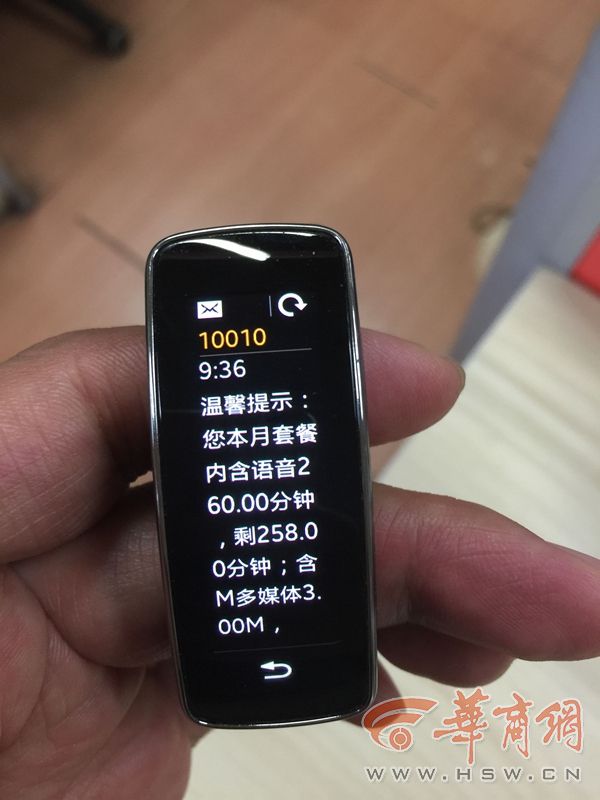 10010
9:36
温馨提示：
您本月套餐
内含语音2
60.00分钟
，剩258.0
0分钟；含
M多媒体3.
00M，
華商網
WWW.HSW.CN